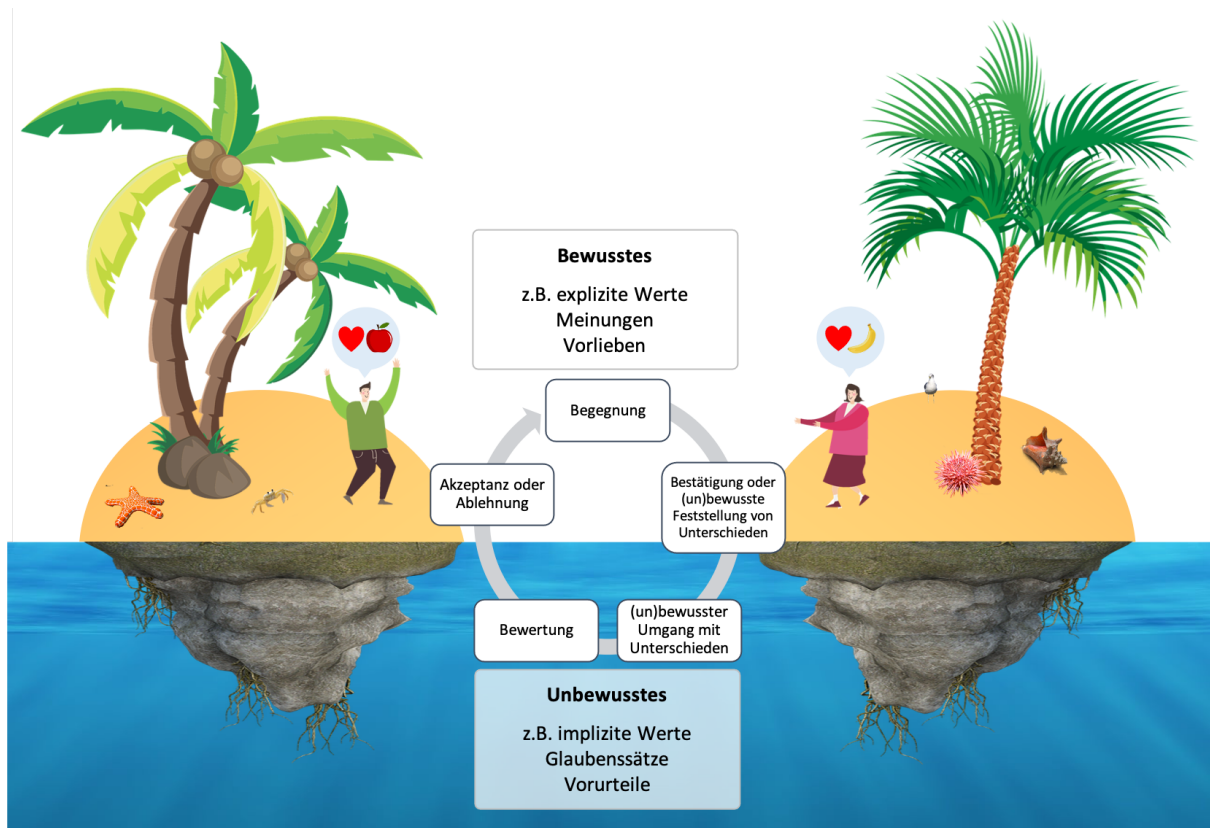 Bewusstes
z.B. explizite Werte
Meinungen
Vorlieben
Begegnung
Bestätigung oder
(un)bewusste
Feststellung von
Unterschieden
(un)bewusster
Umgang mit
Unterschieden
Bewertung
Akzeptanz oder
Ablehnung
Unbewusstes
z.B. implizite Werte
Glaubenssätze
Vorurteile